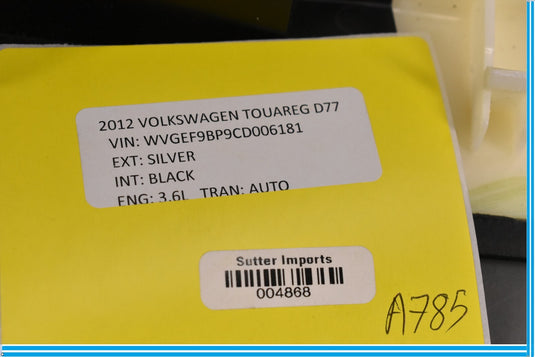 2012 VOLKSWAGEN TOUAREG D77
VIN: WVGEF9BP9CD006181
EXT: SILVER
INT: BLACK
ENG: 3.6L TRAN: AUTO
Sutter Imports
004868
A785